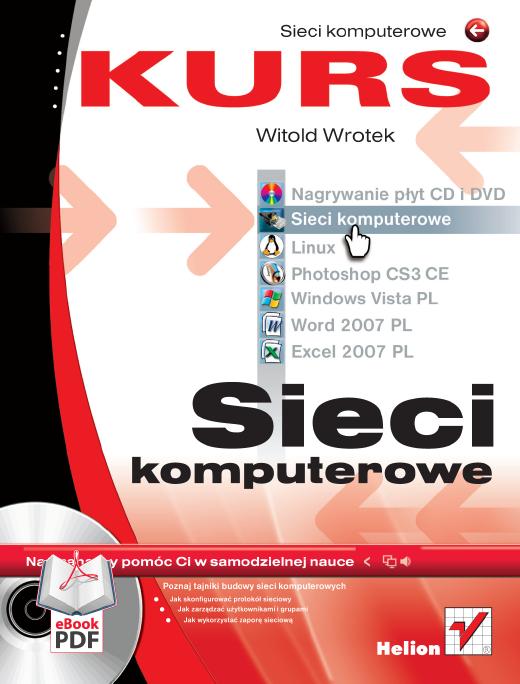 Sieci komputerowe
KURS
Witold Wrotek
Nagrywanie płyt CD i DVD
Sieci komputerowe
Linux
Photoshop CS3 CE
Windows Vista PL
Word 2007 PL
Excel 2007 PL
Sieci
komputerowe
pomóc Ci w samodzielnej nauce
Poznaj tajniki budowy sieci komputerowych
Jak skonfigurować protokół sieciowy
Jak zarządzać użytkownikami i grupami
Jak wykorzystać zaporę sieciową
eBook
PDF
Helion